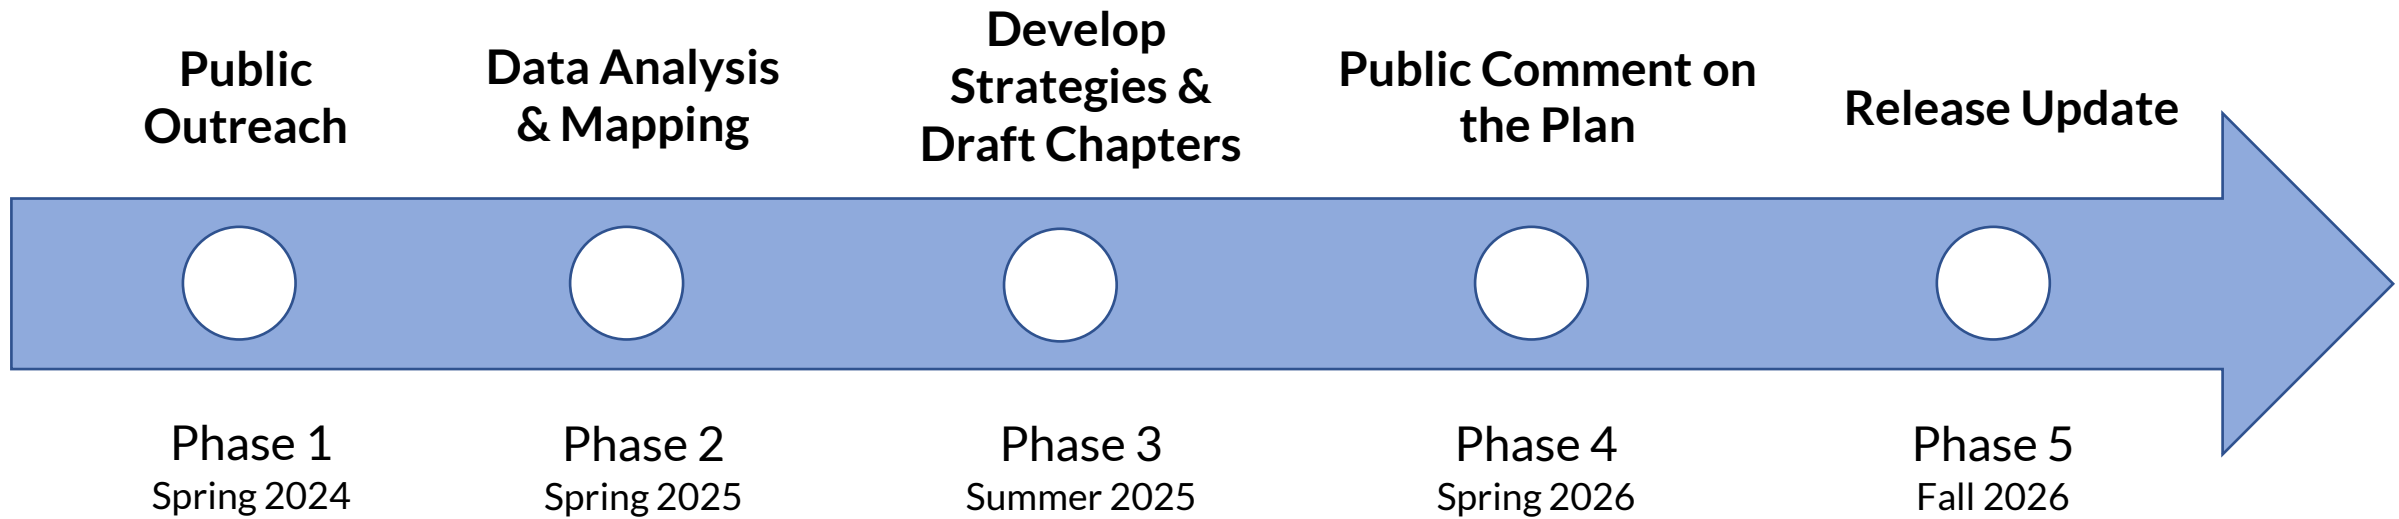 Public
Outreach
Data Analysis
& Mapping
Develop
Strategies &
Draft Chapters
Public Comment on
the Plan
Release Update
Phase 1
Spring 2024
Phase 2
Spring 2025
Phase 3
Summer 2025
Phase 4
Spring 2026
Phase 5
Fall 2026